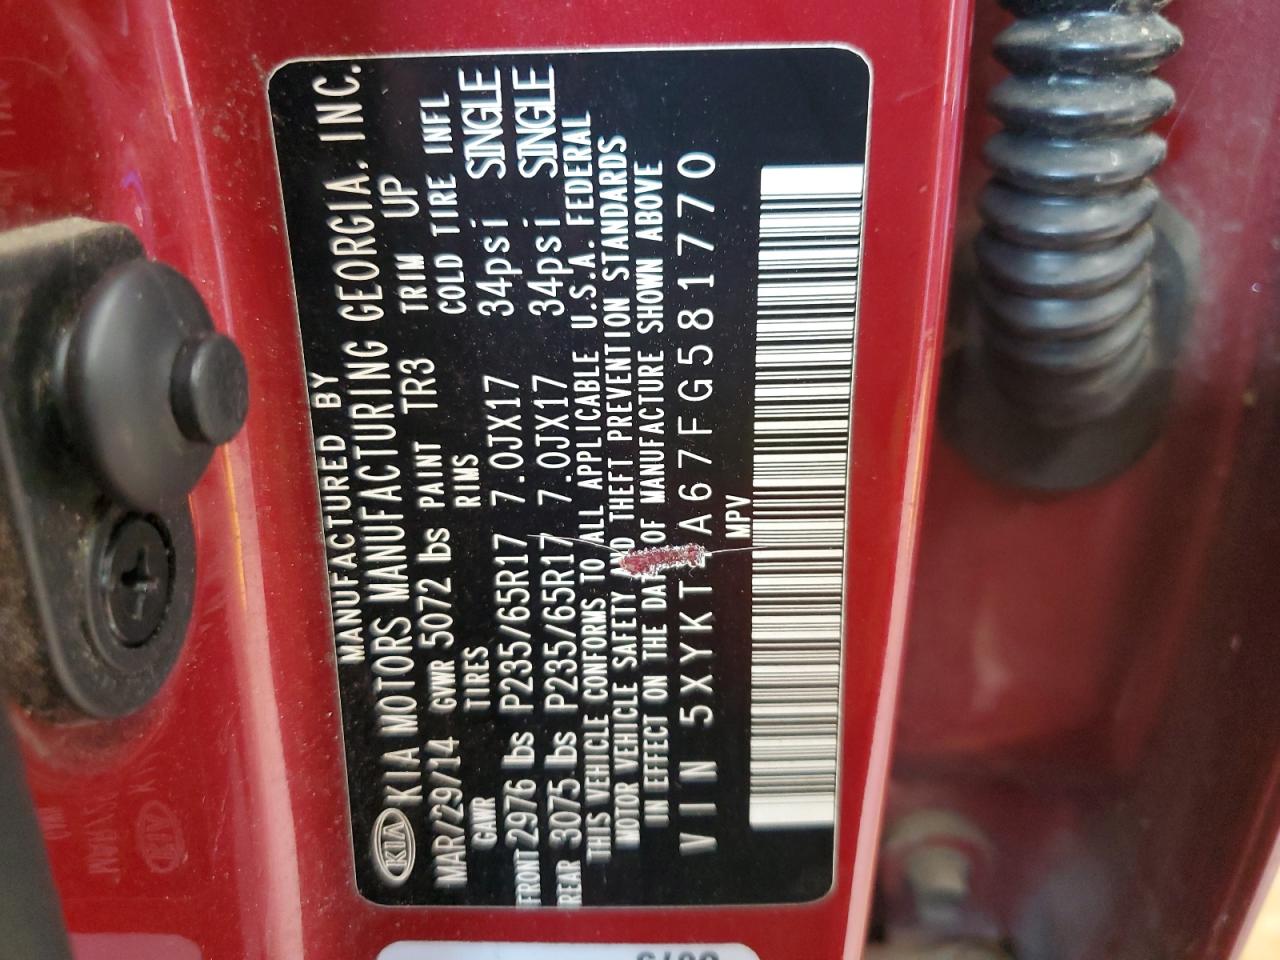 MANUFACTURED BY
KIA KIA MOTORS MANUFACTURING GEORGIA, INC.
MAR/29/14 GVWR 5072 lbs PAINT TR3 TRIM UP
GAWR TIRES RIMS COLD TIRE INFL
FRONT 2976 lbs P235/65R17 7.0JX17 34psi SINGLE
REAR 3075 lbs P235/65R17 7.0JX17 34psi SINGLE
THIS VEHICLE CONFORMS TO ALL APPLICABLE U.S.A. FEDERAL
MOTOR VEHICLE SAFETY AND THEFT PREVENTION STANDARDS
IN EFFECT ON THE DATE OF MANUFACTURE SHOWN ABOVE
VIN 5XYKT A67FG581770
MPV